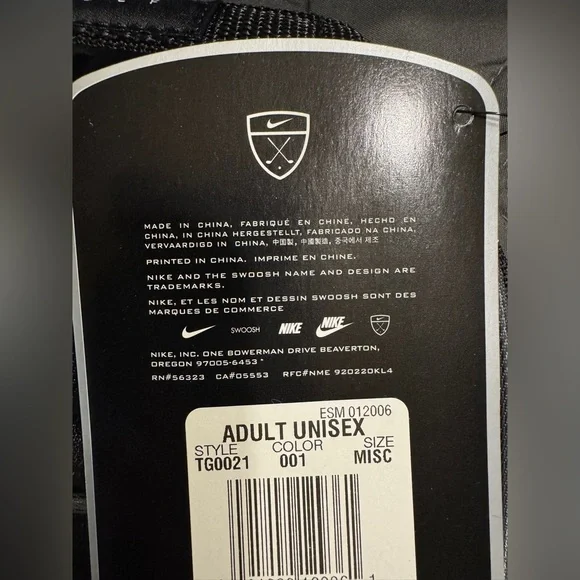 MADE IN CHINA, FABRIQUÉ EN CHINE, HECHO EN
CHINA, IN CHINA HERGESTELLT, FABRICADO NA CHINA,
VERVAARDIGD IN CHINA, 中国製, 中國製造, 중국에서 제조
PRINTED IN CHINA. IMPRIME EN CHINE.
NIKE AND THE SWOOSH NAME AND DESIGN ARE
TRADEMARKS.
NIKE, ET LES NOM ET DESSIN SWOOSH SONT DES
MARQUES DE COMMERCE
SWOOSH NIKE NIKE
NIKE, INC. ONE BOWERMAN DRIVE BEAVERTON,
OREGON 97005-6453*
RN#56323 CA#05553 RFC#NME 920220KL4
ESM 012006
ADULT UNISEX
STYLE COLOR SIZE
TG0021 001 MISC